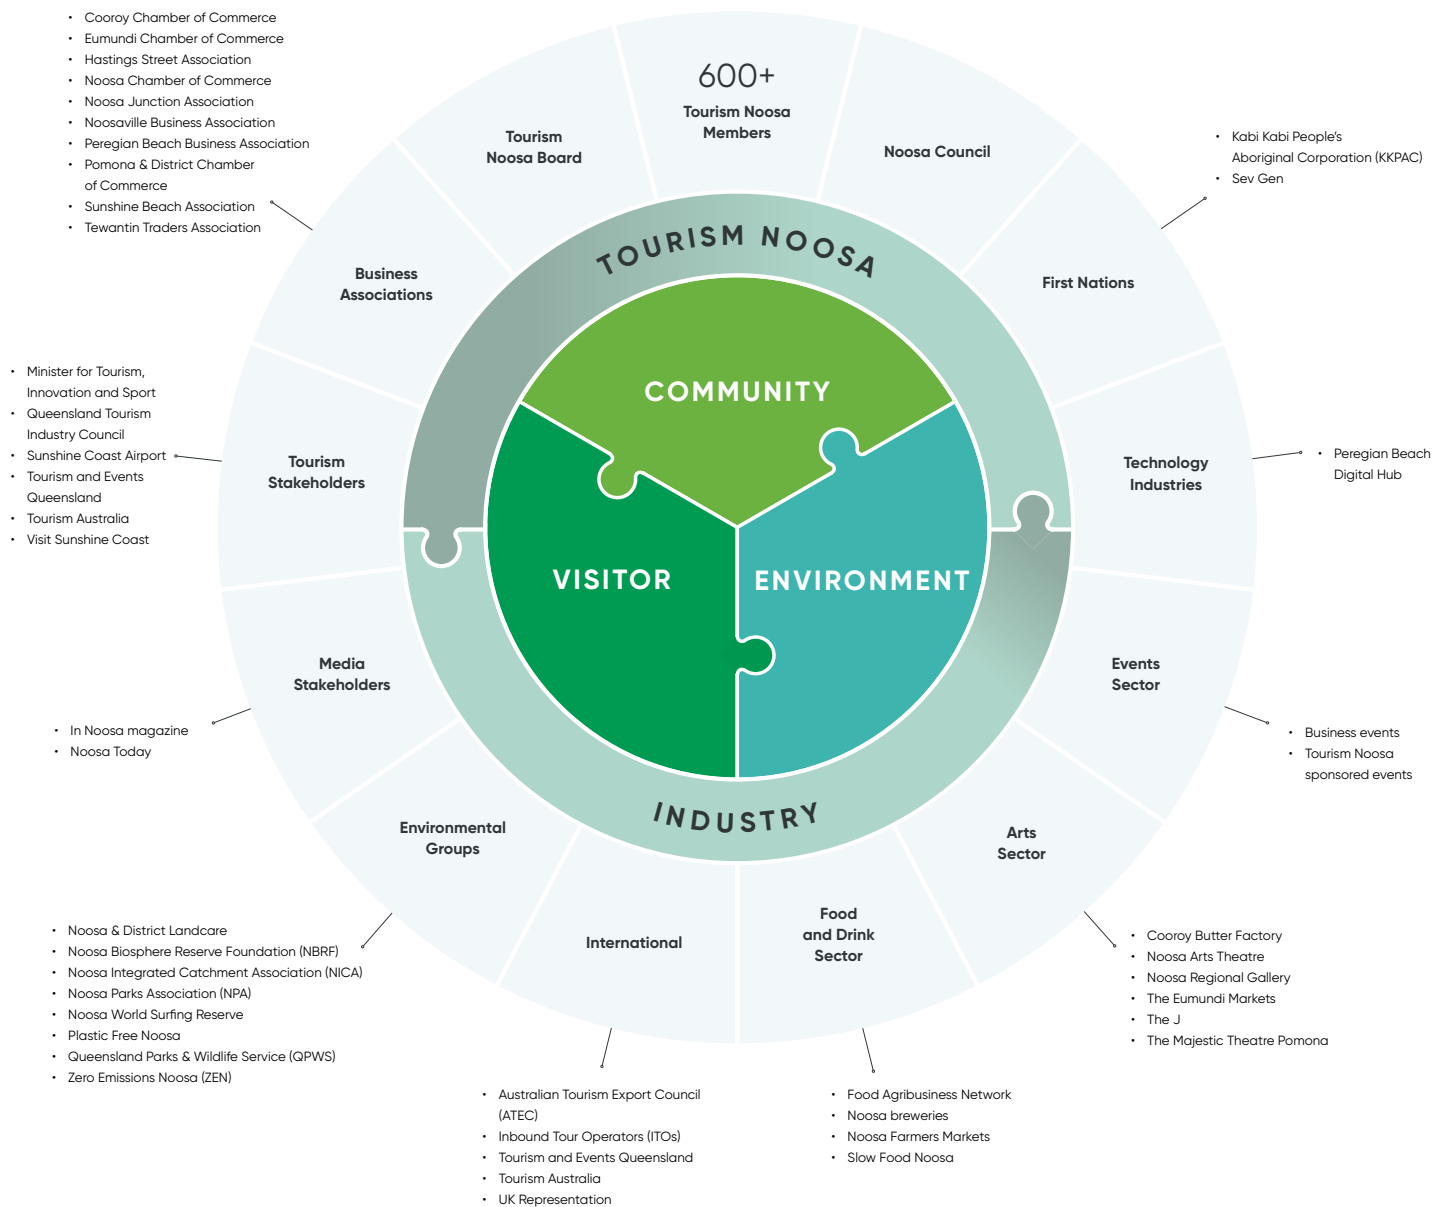 • Cooroy Chamber of Commerce
• Eumundi Chamber of Commerce
• Hastings Street Association
• Noosa Chamber of Commerce
• Noosa Junction Association
• Noosaville Business Association
• Peregian Beach Business Association
• Pomona & District Chamber
of Commerce
• Sunshine Beach Association
• Tewantin Traders Association
Business
Associations
Tourism
Noosa Board
600+
Tourism Noosa
Members
Noosa Council
• Kabi Kabi People’s
Aboriginal Corporation (KKPAC)
• Sev Gen
First Nations
TOURISM NOOSA
COMMUNITY
VISITOR
ENVIRONMENT
INDUSTRY
• Minister for Tourism,
Innovation and Sport
• Queensland Tourism
Industry Council
• Sunshine Coast Airport
• Tourism and Events
Queensland
• Tourism Australia
• Visit Sunshine Coast
Tourism
Stakeholders
Technology
Industries
• Peregian Beach
Digital Hub
Media
Stakeholders
• In Noosa magazine
• Noosa Today
Events
Sector
• Business events
• Tourism Noosa
sponsored events
Environmental
Groups
• Noosa & District Landcare
• Noosa Biosphere Reserve Foundation (NBRF)
• Noosa Integrated Catchment Association (NICA)
• Noosa Parks Association (NPA)
• Noosa World Surfing Reserve
• Plastic Free Noosa
• Queensland Parks & Wildlife Service (QPWS)
• Zero Emissions Noosa (ZEN)
International
• Australian Tourism Export Council
(ATEC)
• Inbound Tour Operators (ITOs)
• Tourism and Events Queensland
• Tourism Australia
• UK Representation
Food
and Drink
Sector
• Food Agribusiness Network
• Noosa breweries
• Noosa Farmers Markets
• Slow Food Noosa
Arts
Sector
• Cooroy Butter Factory
• Noosa Arts Theatre
• Noosa Regional Gallery
• The Eumundi Markets
• The J
• The Majestic Theatre Pomona